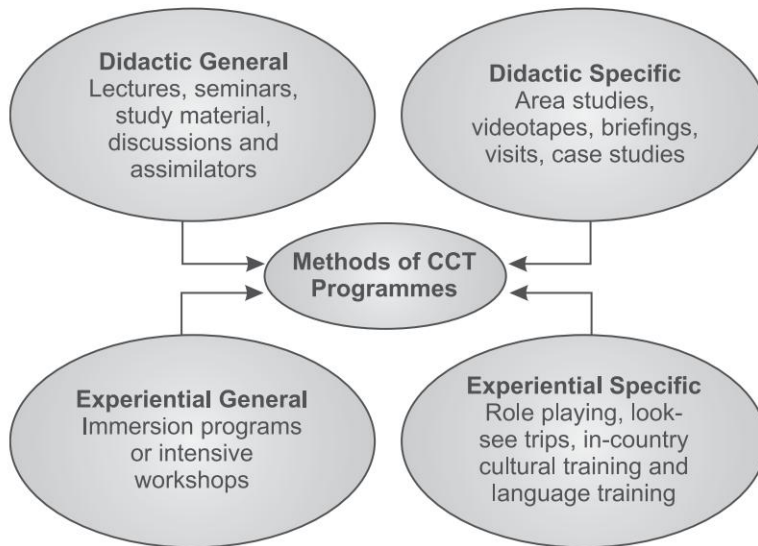 Didactic General
Lectures, seminars,
study material,
discussions and
assimilators
Didactic Specific
Area studies,
videotapes, briefings,
visits, case studies
Methods of CCT
Programmes
Experiential General
Immersion programs
or intensive
workshops
Experiential Specific
Role playing, look-
see trips, in-country
cultural training and
language training